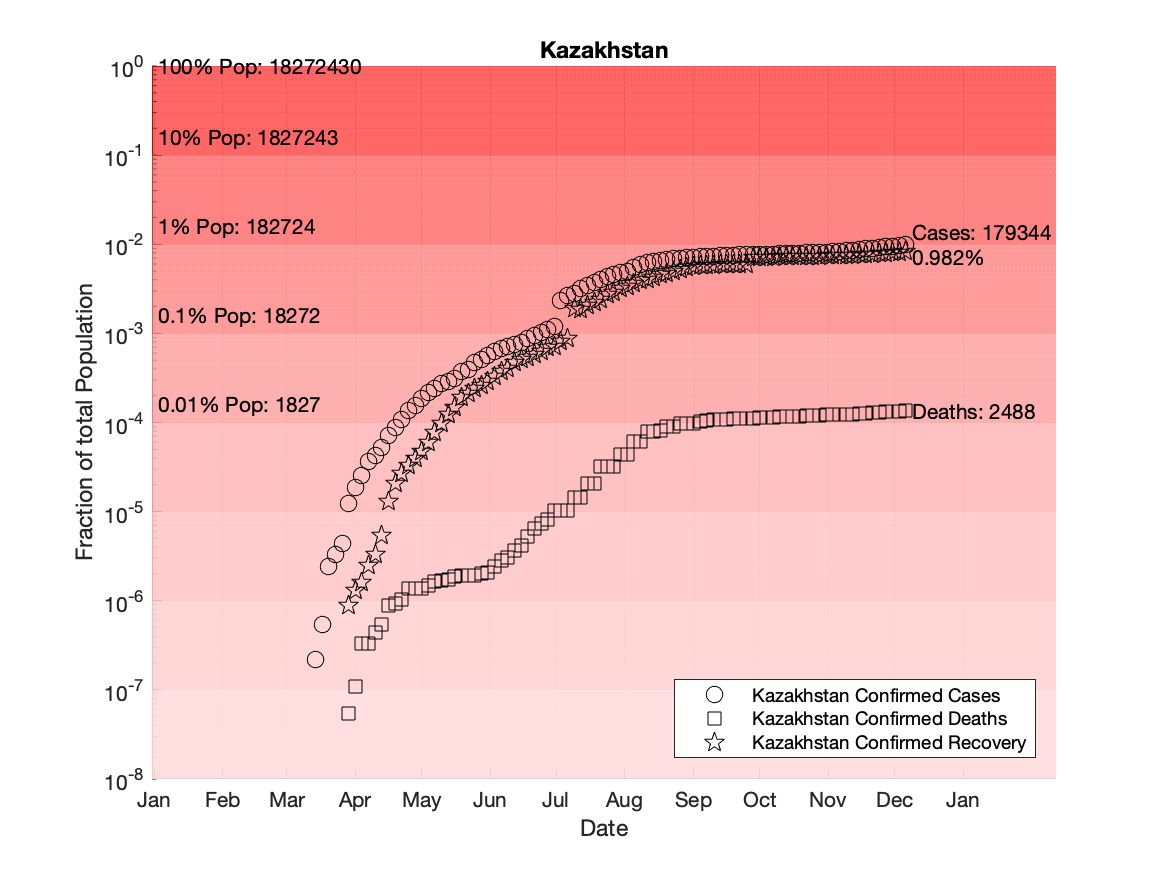 Kazakhstan
10^0
100% Pop: 18272430
10% Pop: 1827243
10^-1
1% Pop: 182724
Cases: 179344
10^-2
0.982%
0.1% Pop: 18272
10^-3
0.01% Pop: 1827
Deaths: 2488
10^-4
10^-5
10^-6
10^-7
10^-8
Fraction of total Population
Kazakhstan Confirmed Cases
Kazakhstan Confirmed Deaths
Kazakhstan Confirmed Recovery
Jan Feb Mar Apr May Jun Jul Aug Sep Oct Nov Dec Jan
Date